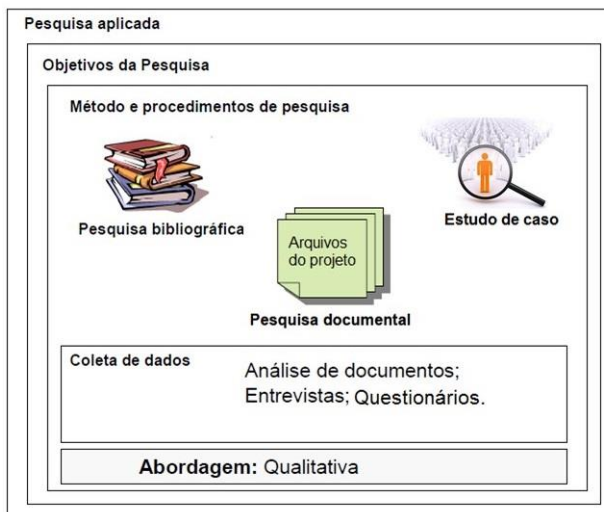 Pesquisa aplicada
Objetivos da Pesquisa
Método e procedimentos de pesquisa
Pesquisa bibliográfica
Estudo de caso
Arquivos
do projeto
Pesquisa documental
Coleta de dados
Análise de documentos;
Entrevistas; Questionários.
Abordagem: Qualitativa